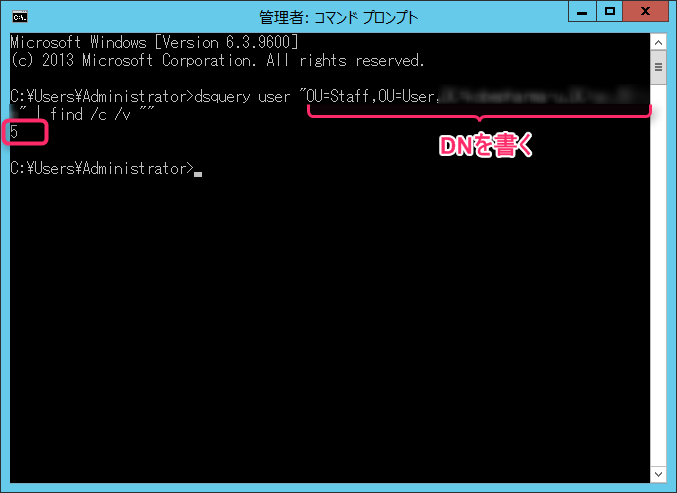 管理者: コマンド プロンプト
Microsoft Windows [Version 6.3.9600]
(c) 2013 Microsoft Corporation. All rights reserved.
C:¥Users¥Administrator>dsquery user "OU=Staff,OU=User,
" | find /c /v ""
5
DNを書く
C:¥Users¥Administrator>